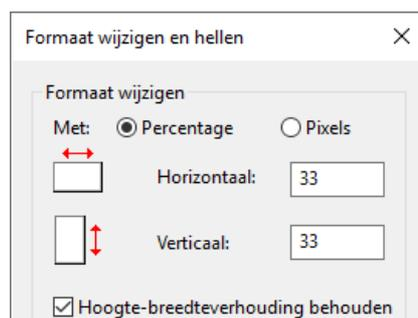 Formaat wijzigen en hellen
Formaat wijzigen
Met: Percentage Pixels
Horizontaal: 33
Verticaal: 33
Hoogte-breedteverhouding behouden